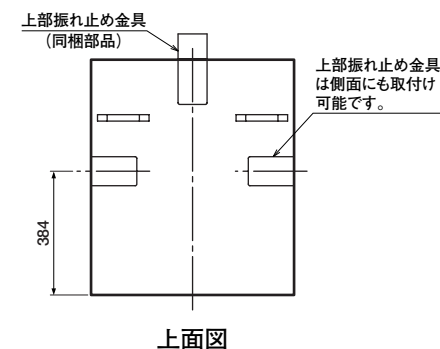 上部振れ止め金具
(同梱部品)
上部振れ止め金具
は側面にも取付け
可能です。
384
上面図